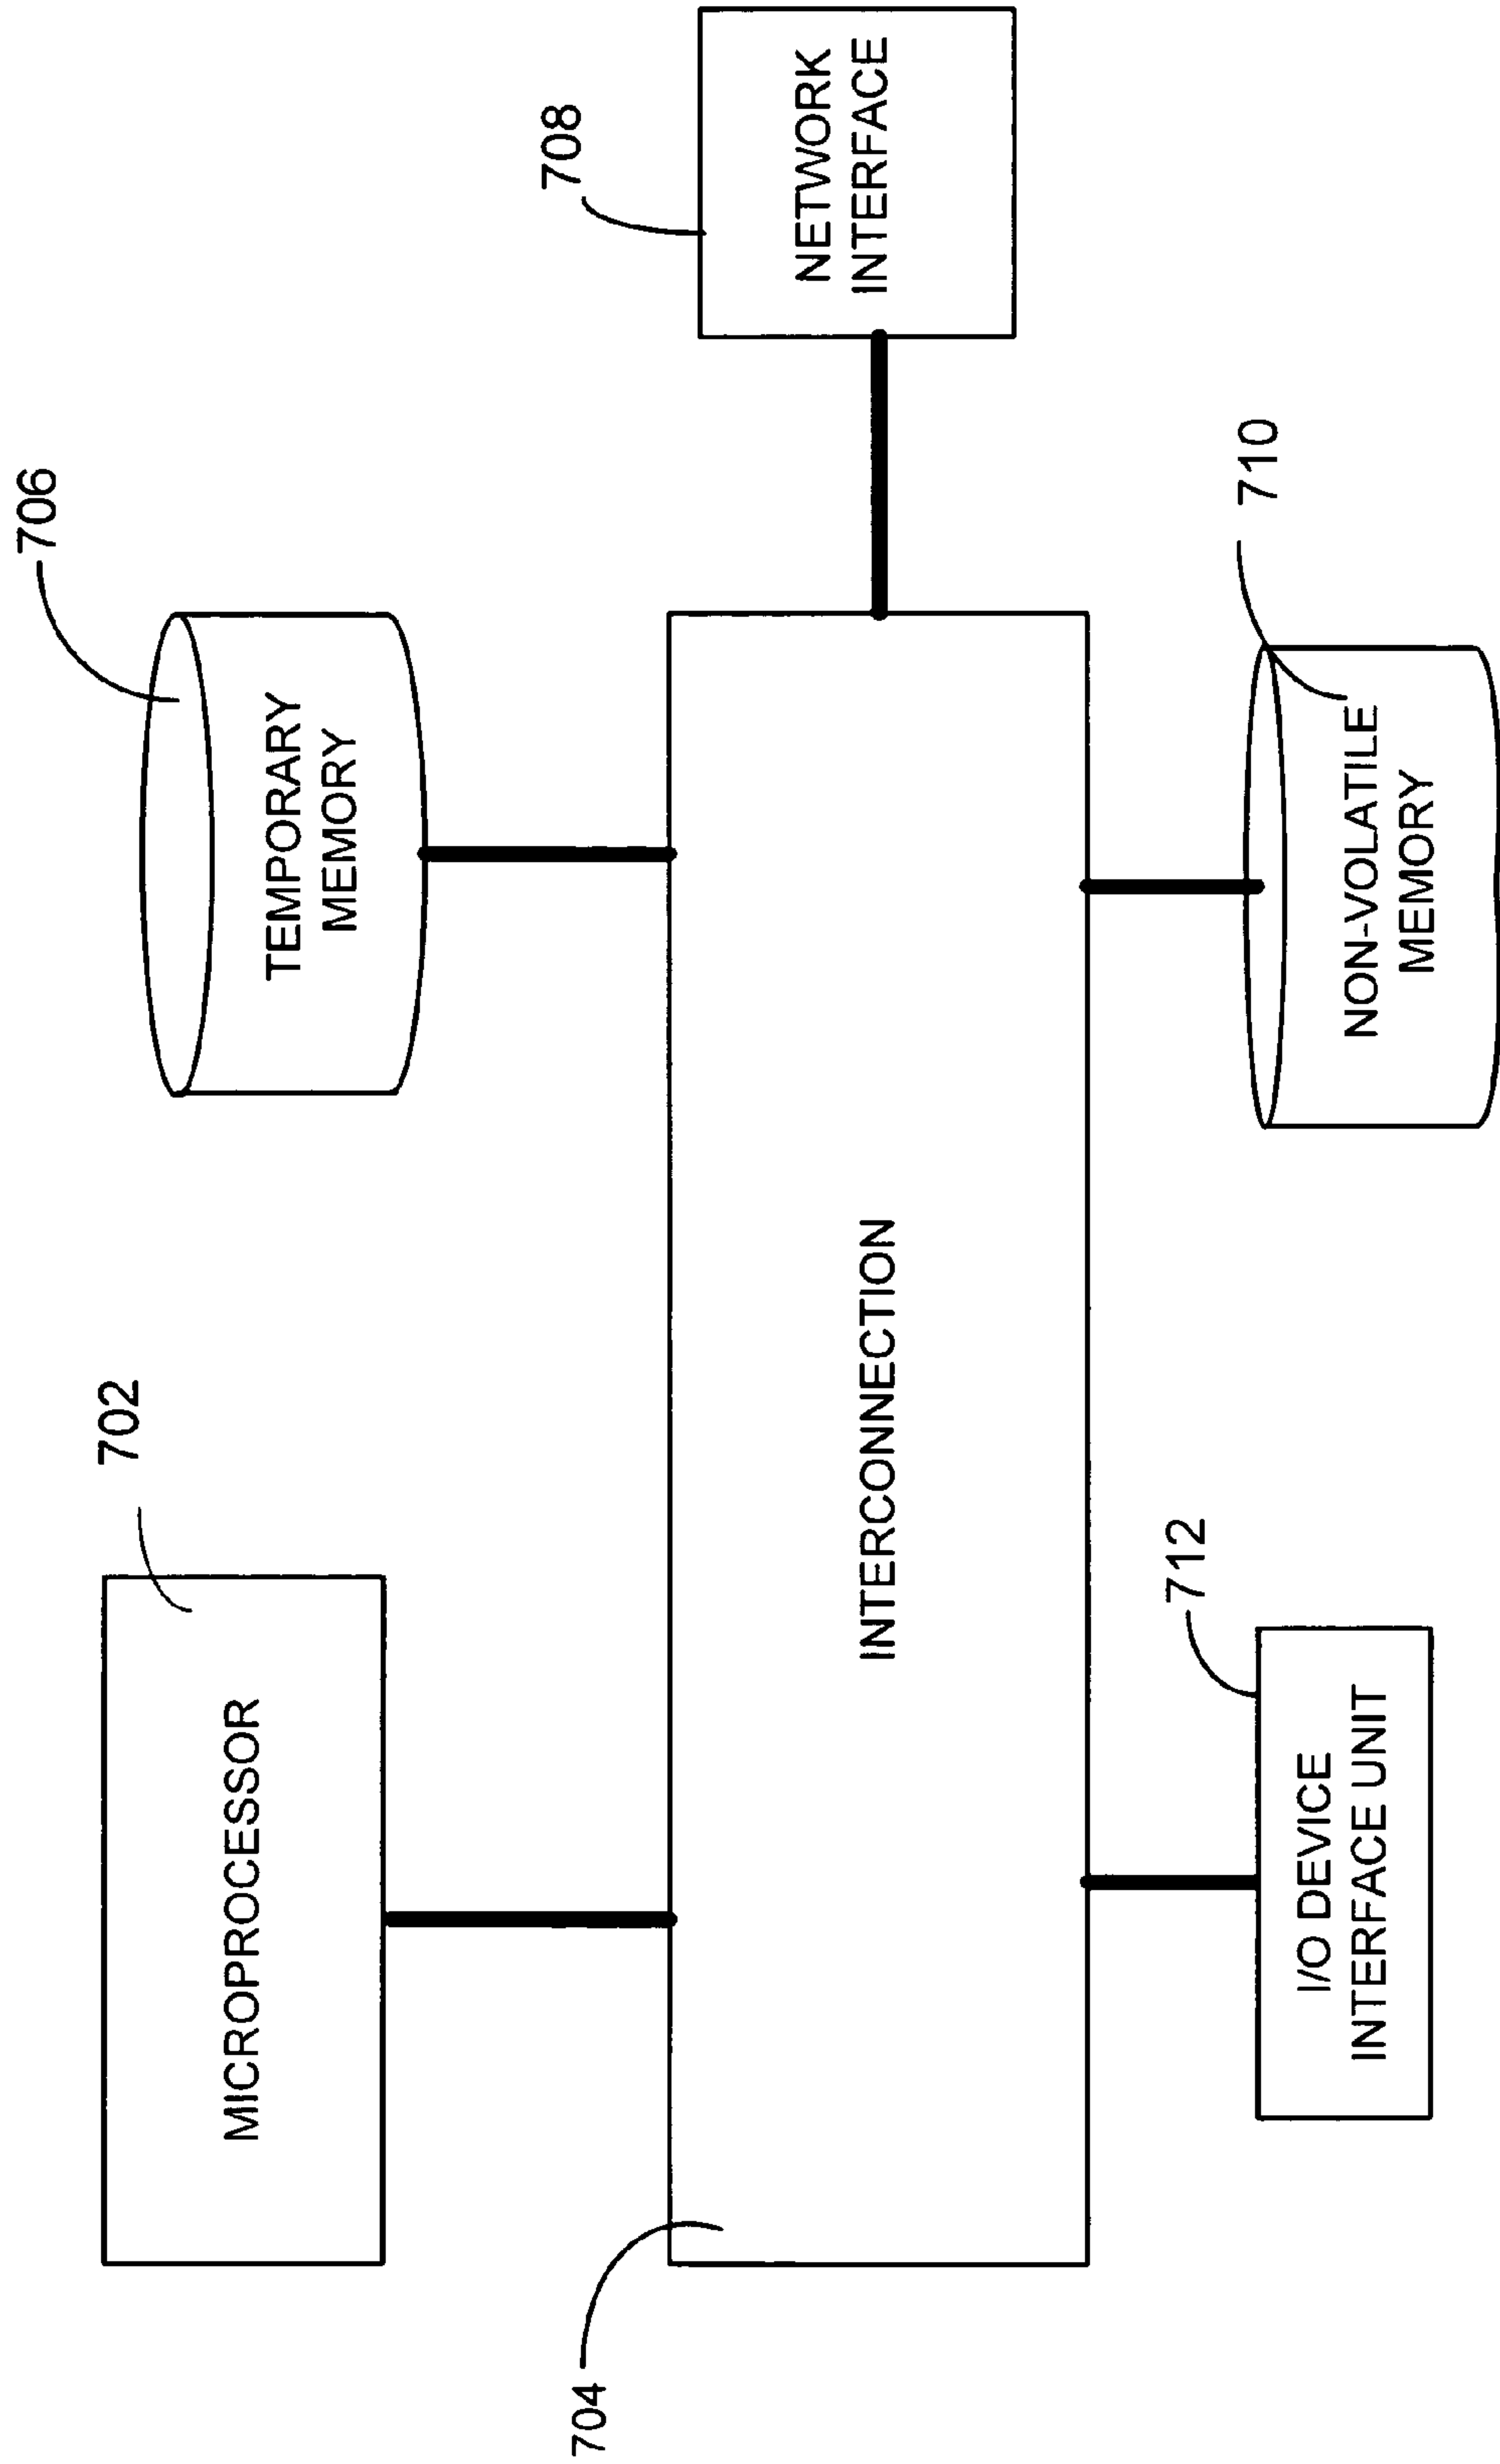 702
MICROPROCESSOR
706
TEMPORARY
MEMORY
704
INTERCONNECTION
708
NETWORK
INTERFACE
712
I/O DEVICE
INTERFACE UNIT
710
NON-VOLATILE
MEMORY